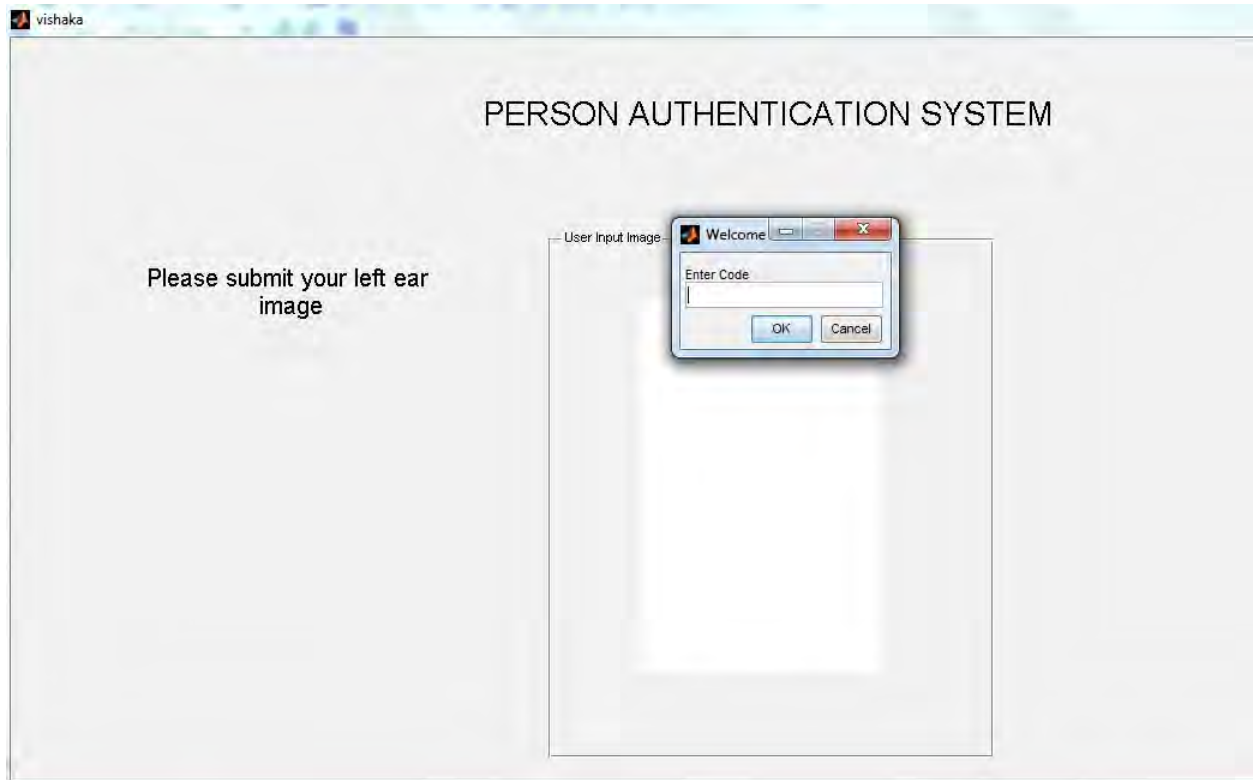 vishaka
PERSON AUTHENTICATION SYSTEM
Please submit your left ear
image
User Input Image
Welcome
Enter Code
OK
Cancel